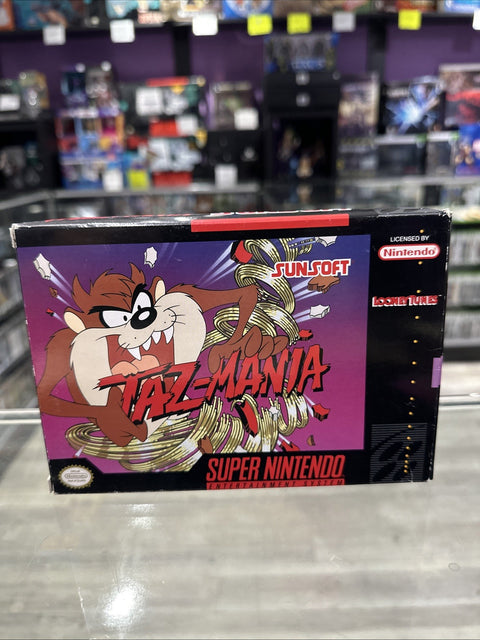 LICENSED BY
Nintendo
SUNSOFT
LOONEY TUNES
TAZ-MANIA
SUPER NINTENDO
ENTERTAINMENT SYSTEM